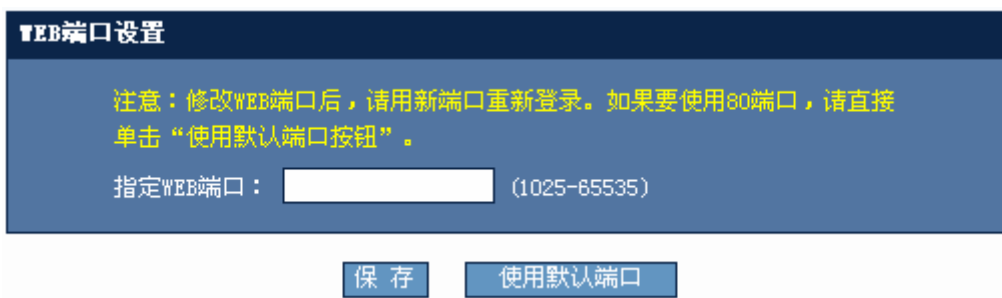 WEB端口设置
注意：修改WEB端口后，请用新端口重新登录。如果要使用80端口，请直接
单击“使用默认端口按钮”。
指定WEB端口： (1025-65535)
保 存 使用默认端口